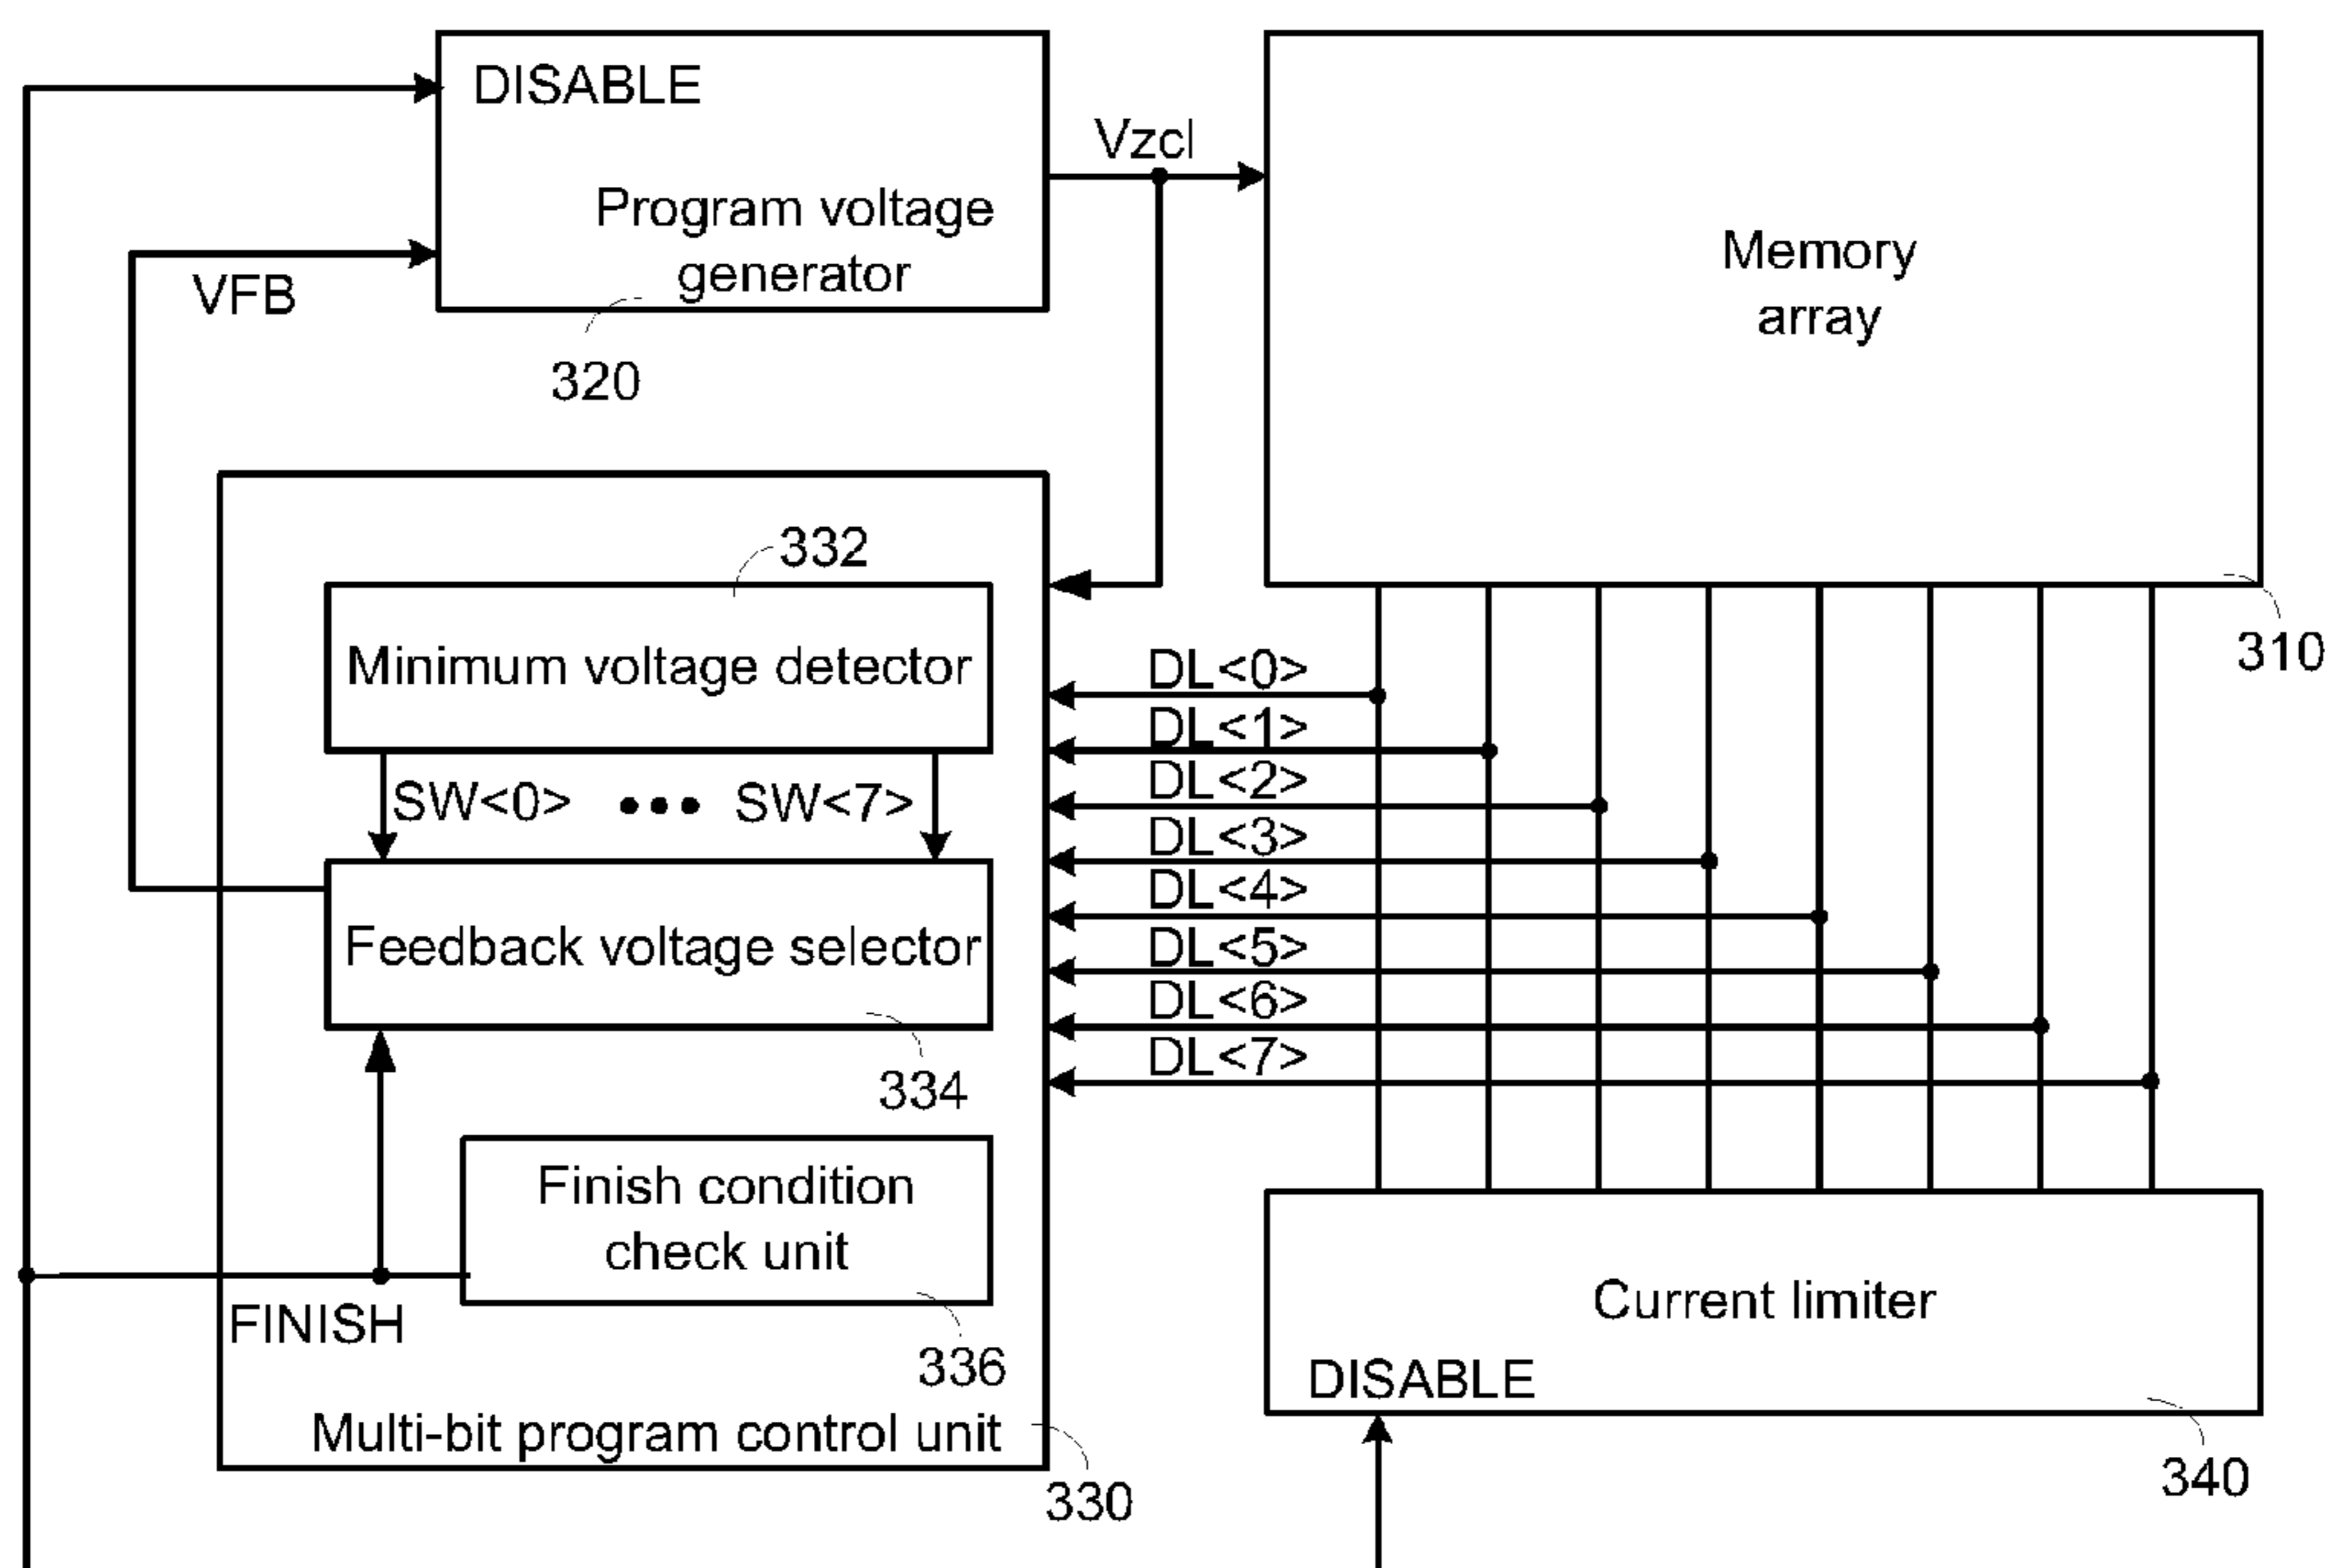 DISABLE
Vzcl
Program voltage
generator
VFB
320
Memory
array
310
332
Minimum voltage detector
SW<0> ••• SW<7>
Feedback voltage selector
334
DL<0>
DL<1>
DL<2>
DL<3>
DL<4>
DL<5>
DL<6>
DL<7>
Finish condition
check unit
336
FINISH
Multi-bit program control unit
330
Current limiter
DISABLE
340